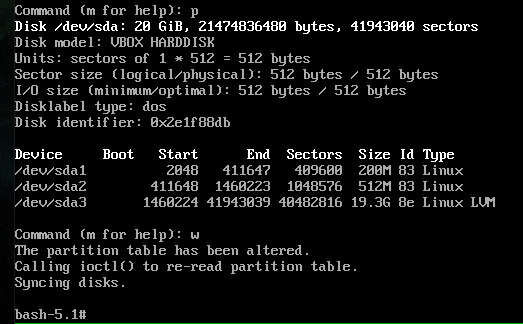 Command (m for help): p
Disk /dev/sda: 20 GiB, 21474836480 bytes, 41943040 sectors
Disk model: VBOX HARDDISK
Units: sectors of 1 * 512 = 512 bytes
Sector size (logical/physical): 512 bytes / 512 bytes
I/O size (minimum/optimal): 512 bytes / 512 bytes
Disklabel type: dos
Disk identifier: 0x2e1f88db
Device     Boot   Start      End  Sectors  Size Id Type
/dev/sda1          2048   411647   409600  200M 83 Linux
/dev/sda2        411648  1460223  1048576  512M 83 Linux
/dev/sda3       1460224 41943039 40482816 19.3G 8e Linux LVM
Command (m for help): w
The partition table has been altered.
Calling ioctl() to re-read partition table.
Syncing disks.
bash-5.1#